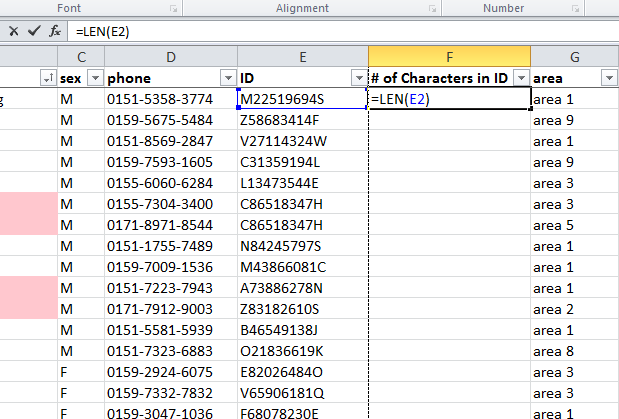 Font Alignment Number
=LEN(E2)
C D E F G
sex phone ID # of Characters in ID area
M 0151-5358-3774 M22519694S =LEN(E2) area 1
M 0159-5675-5484 Z58683414F area 9
M 0151-8569-2847 V27114324W area 1
M 0159-7593-1605 C31359194L area 9
M 0155-6060-6284 L13473544E area 3
M 0155-7304-3400 C86518347H area 3
M 0171-8971-8544 C86518347H area 5
M 0151-1755-7489 N84245797S area 1
M 0159-7009-1536 M43866081C area 1
M 0151-7223-7943 A73886278N area 1
M 0171-7912-9003 Z83182610S area 2
M 0151-5581-5939 B46549138J area 1
M 0151-7323-6883 O21836619K area 8
F 0159-2924-6075 E82026484O area 3
F 0159-7332-7832 V65906181Q area 3
F 0159-3047-1036 F68078230E area 1